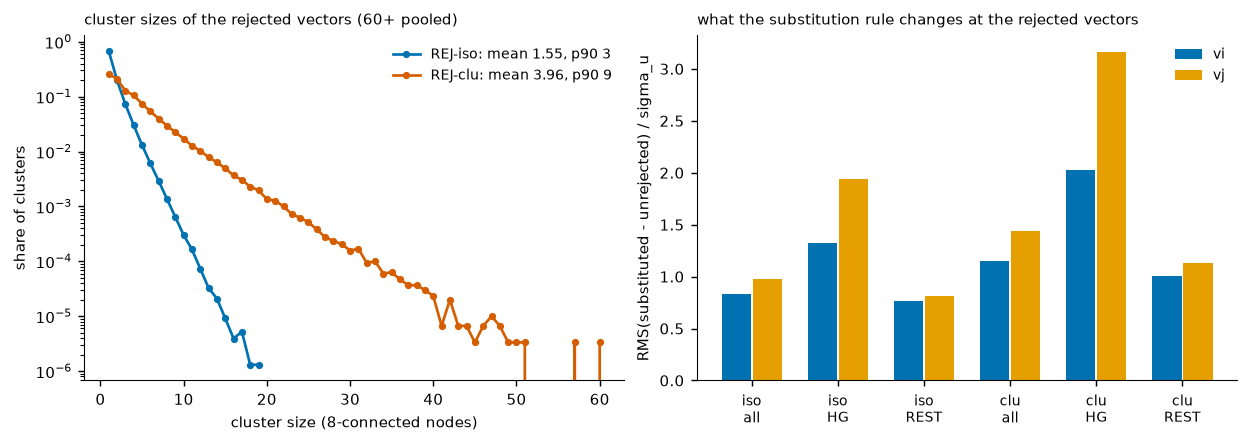 cluster sizes of the rejected vectors (60+ pooled)
REJ-iso: mean 1.55, p90 3
REJ-clu: mean 3.96, p90 9
share of clusters
10^0
10^-1
10^-2
10^-3
10^-4
10^-5
10^-6
0 10 20 30 40 50 60
cluster size (8-connected nodes)
what the substitution rule changes at the rejected vectors
vi
vj
RMS(substituted - unrejected) / sigma_u
3.0
2.5
2.0
1.5
1.0
0.5
0.0
iso iso iso clu clu clu
all HG REST all HG REST